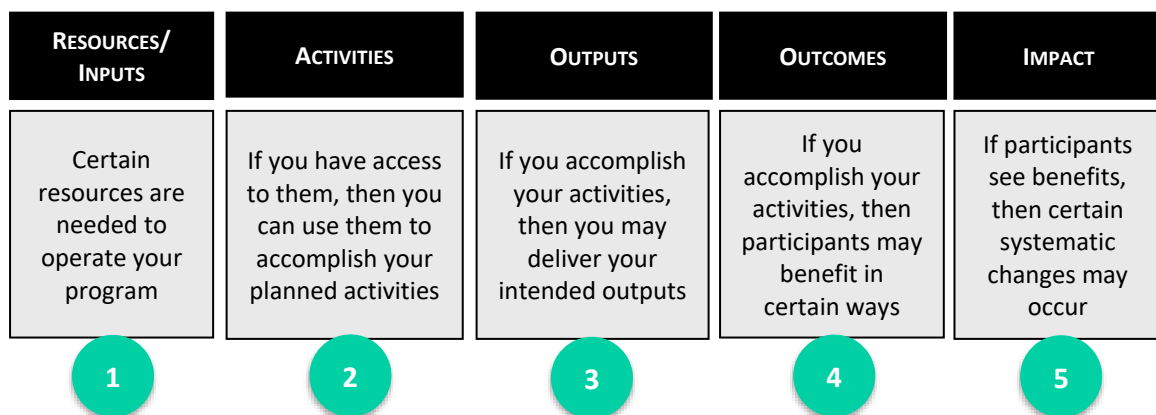 RESOURCES/
INPUTS
ACTIVITIES
OUTPUTS
OUTCOMES
IMPACT
Certain
resources are
needed to
operate your
program
If you have access
to them, then you
can use them to
accomplish your
planned activities
If you accomplish
your activities,
then you may
deliver your
intended outputs
If you
accomplish your
activities, then
participants may
benefit in
certain ways
If participants
see benefits,
then certain
systematic
changes may
occur
1
2
3
4
5